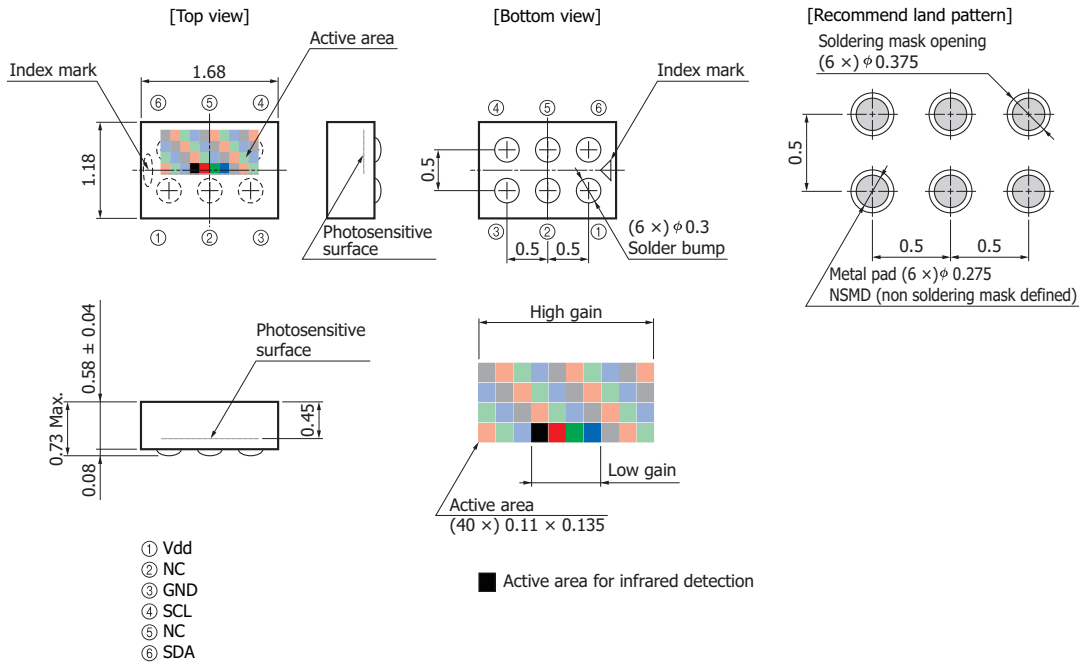 [Top view]
[Bottom view]
[Recommend land pattern]
Active area
Index mark
1.68
⑥ ⑤ ④
1.18
① ② ③
Photosensitive
surface
Index mark
④ ⑤ ⑥
0.5
③ ② ①
0.5 0.5
(6 ×) φ 0.3
Solder bump
Soldering mask opening
(6 ×) φ 0.375
0.5
0.5 0.5
Metal pad (6 ×) φ 0.275
NSMD (non soldering mask defined)
Photosensitive
surface
0.58 ± 0.04
0.73 Max.
0.08
0.45
High gain
Low gain
Active area
(40 ×) 0.11 × 0.135
Active area for infrared detection
① Vdd
② NC
③ GND
④ SCL
⑤ NC
⑥ SDA